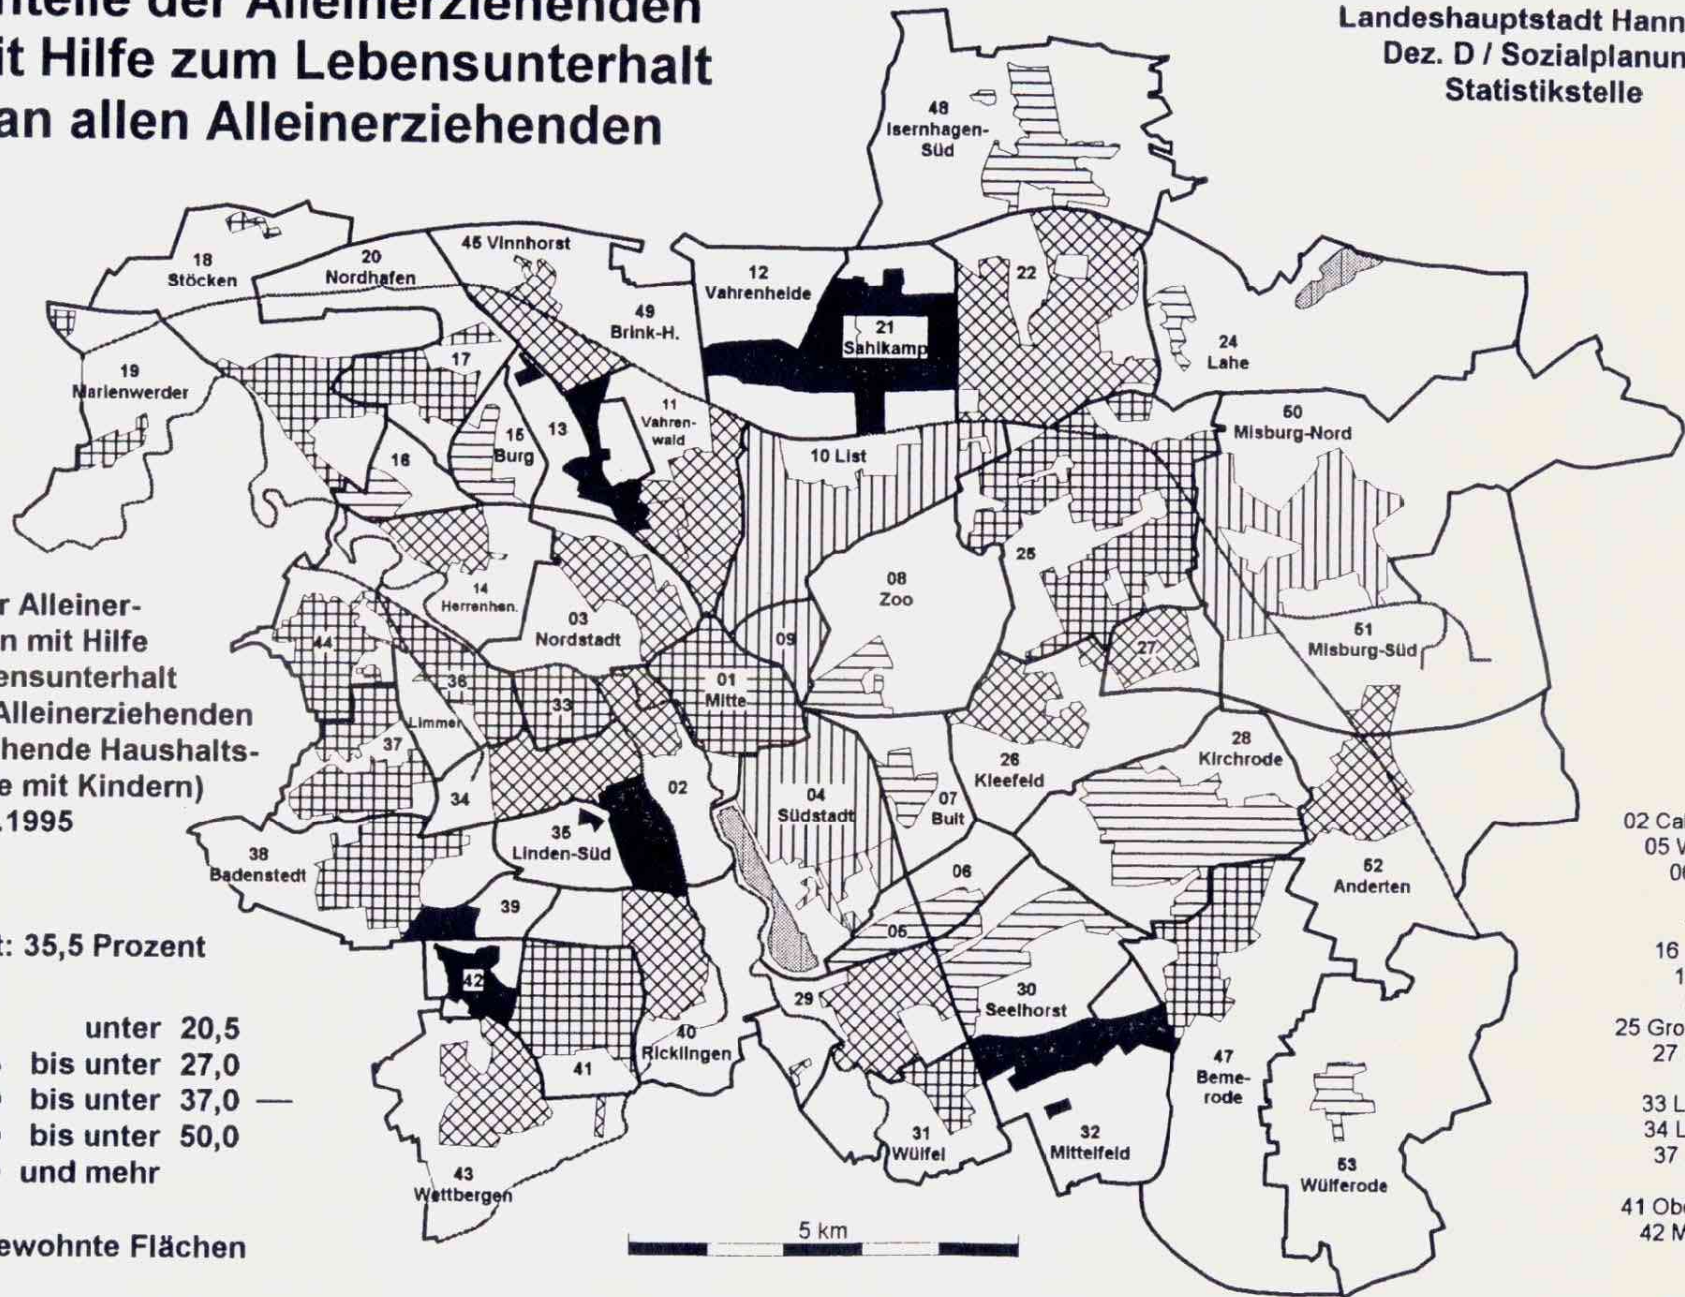 nteile der Alleinerziehenden
it Hilfe zum Lebensunterhalt
an allen Alleinerziehenden
Landeshauptstadt Hann
Dez. D / Sozialplanun
Statistikstelle
48
Isernhagen-
Süd
18
Stöcken
20
Nordhafen
45 Vinnhorst
12
Vahrenheide
49
Brink-H.
21
Sahlkamp
22
24
Lahe
19
Marienwerder
17
16
15
Burg
13
11
Vahren-
wald
10 List
50
Misburg-Nord
25
08
Zoo
14
Herrenhen.
03
Nordstadt
09
27
51
Misburg-Süd
44
36
Limmer
33
01
Mitte
37
34
02
04
Südstadt
07
Bult
26
Kleefeld
28
Kirchrode
35
Linden-Süd
38
Badenstedt
39
06
05
52
Anderten
42
29
30
Seelhorst
40
Ricklingen
41
47
Beme-
rode
31
Wülfel
32
Mittelfeld
43
Wettbergen
53
Wülferode
5 km
r Alleiner-
n mit Hilfe
ensunterhalt
Alleinerziehenden
hende Haushalts-
e mit Kindern)
.1995
t: 35,5 Prozent
unter 20,5
bis unter 27,0
bis unter 37,0 —
bis unter 50,0
und mehr
ewohnte Flächen
02 Cal
05 W
06
16
1
25 Gro
27
33 L
34 L
37
41 Obe
42 M